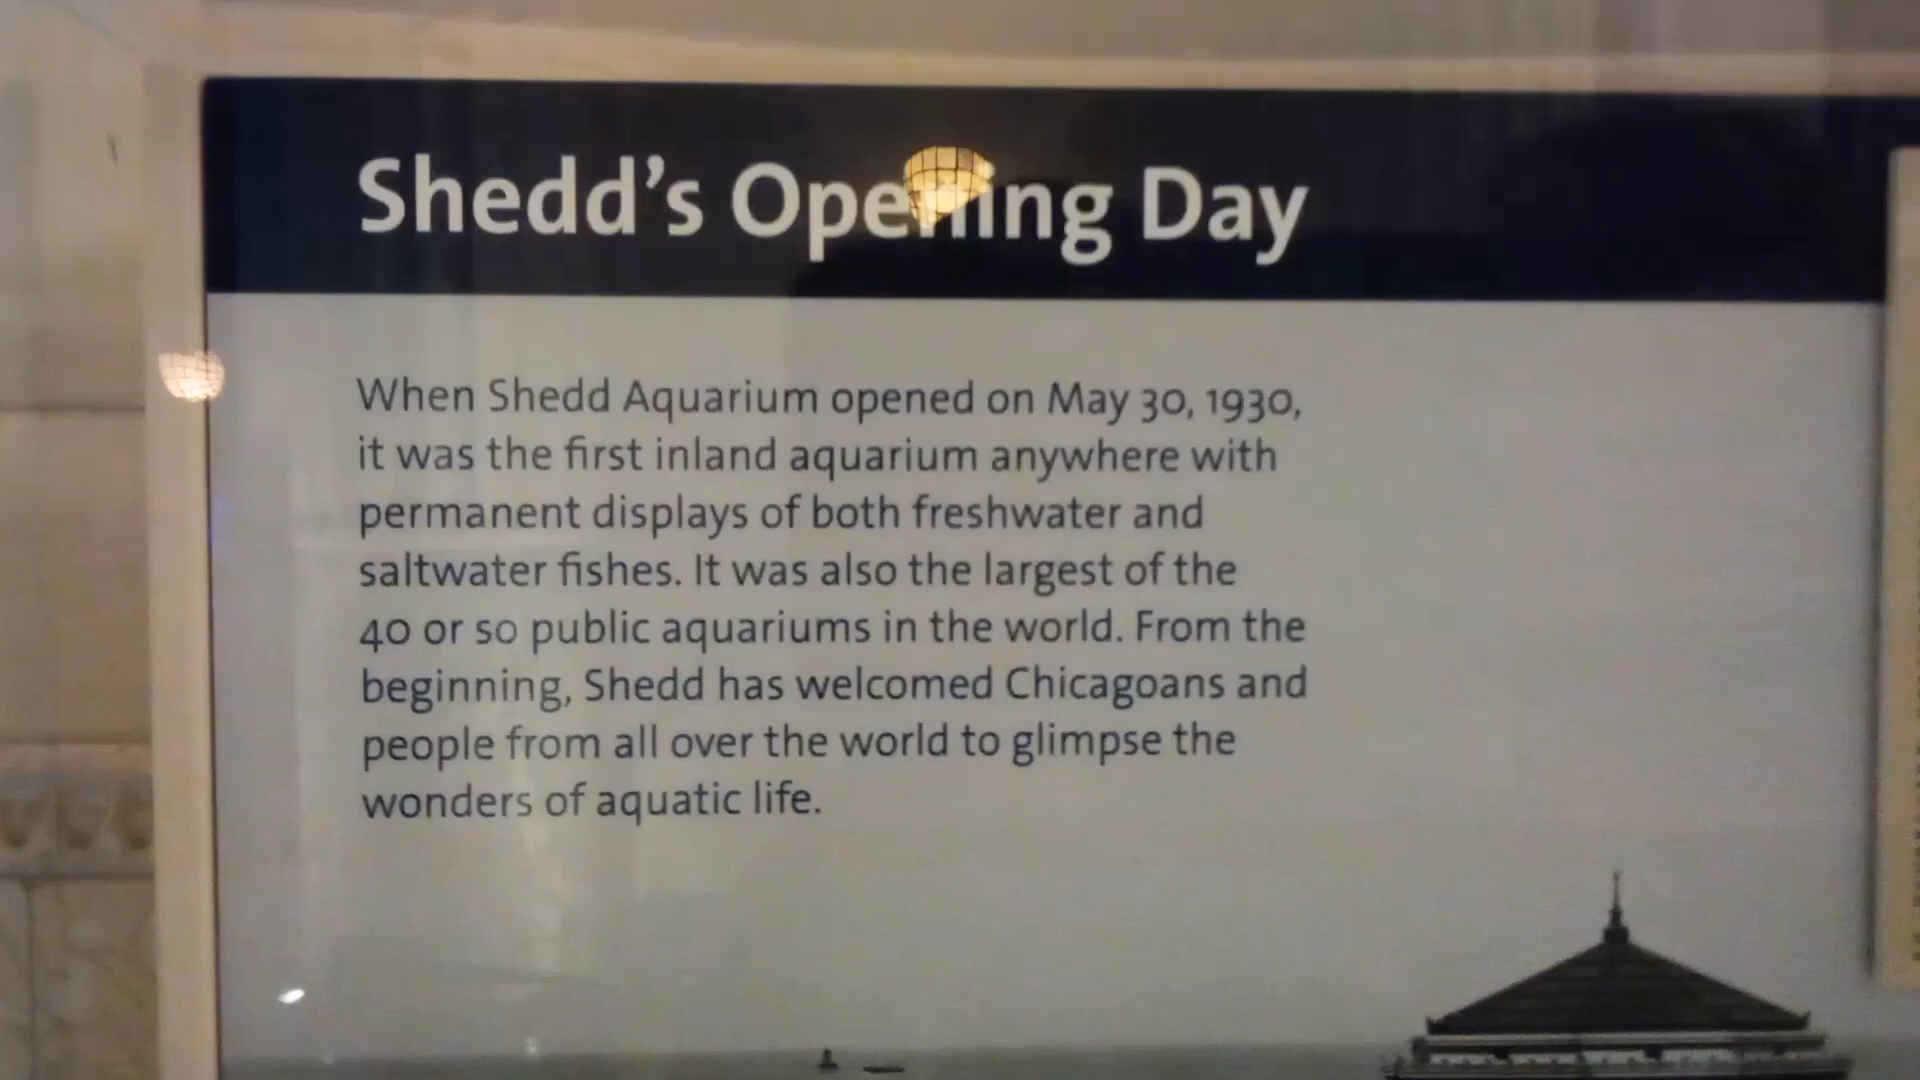 Shedd's Opening Day
When Shedd Aquarium opened on May 30, 1930,
it was the first inland aquarium anywhere with
permanent displays of both freshwater and
saltwater fishes. It was also the largest of the
40 or so public aquariums in the world. From the
beginning, Shedd has welcomed Chicagoans and
people from all over the world to glimpse the
wonders of aquatic life.